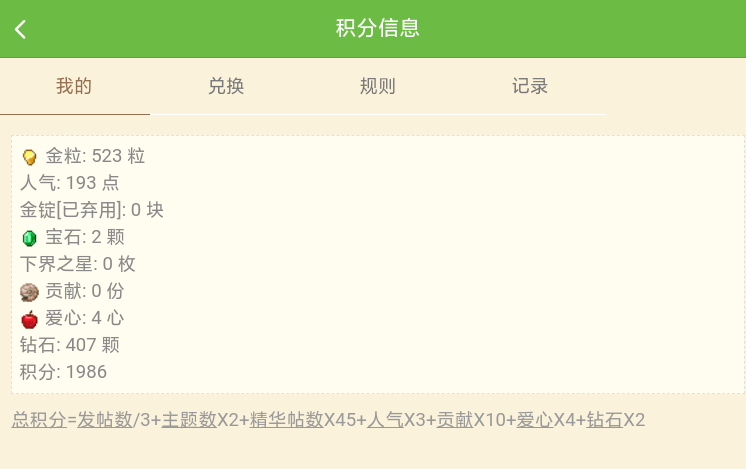 积分信息
我的 兑换 规则 记录
金粒: 523 粒
人气: 193 点
金锭[已弃用]: 0 块
宝石: 2 颗
下界之星: 0 枚
贡献: 0 份
爱心: 4 心
钻石: 407 颗
积分: 1986
总积分=发帖数/3+主题数X2+精华帖数X45+人气X3+贡献X10+爱心X4+钻石X2